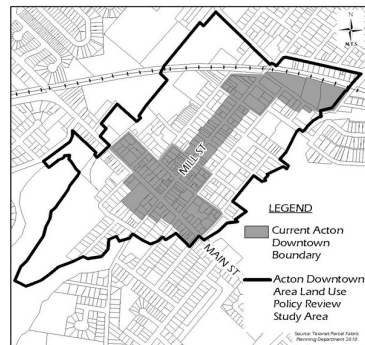 N
N.T.S.
MILL ST
MAIN ST
LEGEND
Current Acton
Downtown
Boundary
Acton Downtown
Area Land Use
Policy Review
Study Area
Source: Teranet Parcel Fabric
Planning Department 2010